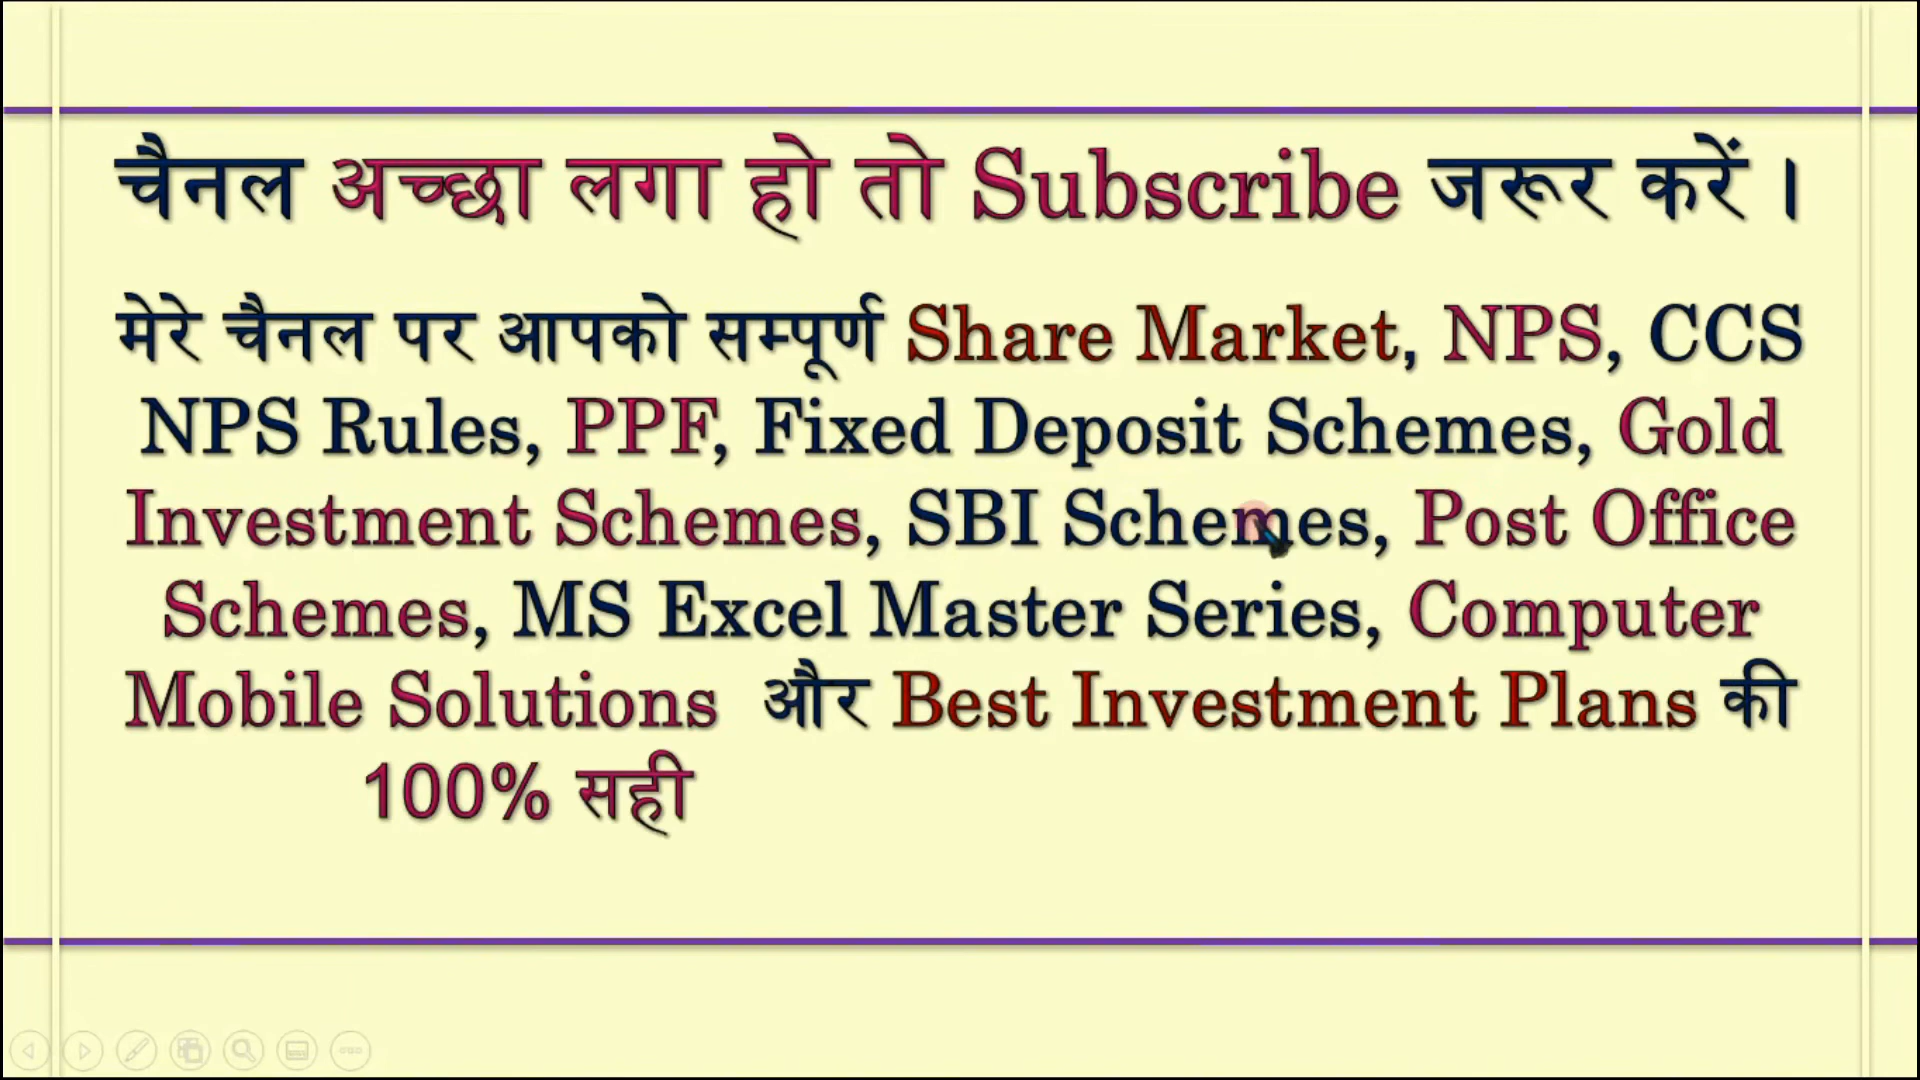 चैनल अच्छा लगा हो तो Subscribe जरूर करें ।
मेरे चैनल पर आपको सम्पूर्ण Share Market, NPS, CCS
NPS Rules, PPF, Fixed Deposit Schemes, Gold
Investment Schemes, SBI Schemes, Post Office
Schemes, MS Excel Master Series, Computer
Mobile Solutions और Best Investment Plans की
100% सही